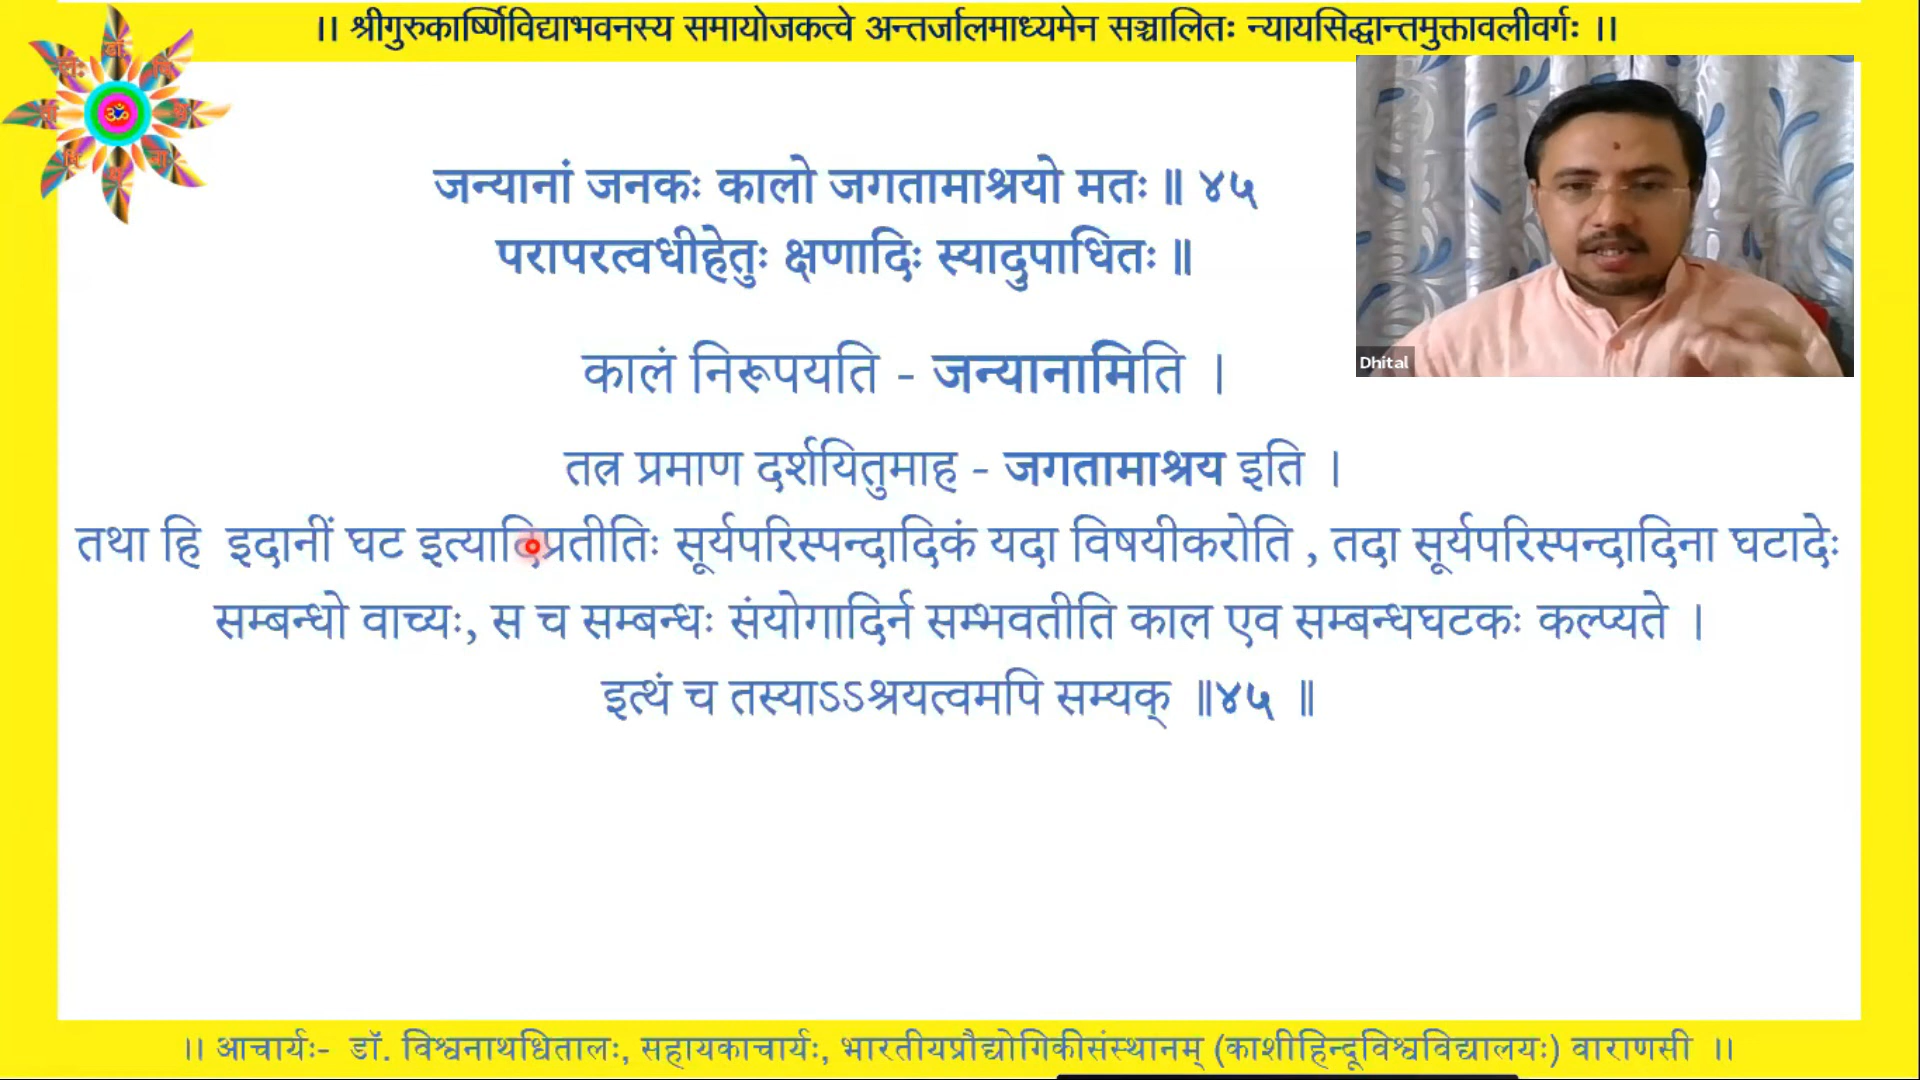 ।। श्रीगुरुकार्ष्णिविद्याभवनस्य समायोजकत्वे अन्तर्जालमाध्यमेन सञ्चालितः न्यायसिद्धान्तमुक्तावलीवर्गः ।।
ॐ
जन्यानां जनकः कालो जगतामाश्रयो मतः॥ ४५
परापरत्वधीहेतुः क्षणादिः स्यादुपाधितः॥
कालं निरूपयति - जन्यानामिति ।
Dhital
तत्र प्रमाण दर्शयितुमाह - जगतामाश्रय इति ।
तथा हि इदानीं घट इत्यादिप्रतीतिः सूर्यपरिस्पन्दादिकं यदा विषयीकरोति , तदा सूर्यपरिस्पन्दादिना घटादेः
सम्बन्धो वाच्यः, स च सम्बन्धः संयोगादिर्न सम्भवतीति काल एव सम्बन्धघटकः कल्प्यते ।
इत्थं च तस्याऽऽश्रयत्वमपि सम्यक् ॥४५ ॥
।। आचार्यः- डॉ. विश्वनाथधितालः, सहायकाचार्यः, भारतीयप्रौद्योगिकीसंस्थानम् (काशीहिन्दूविश्वविद्यालयः) वाराणसी ।।